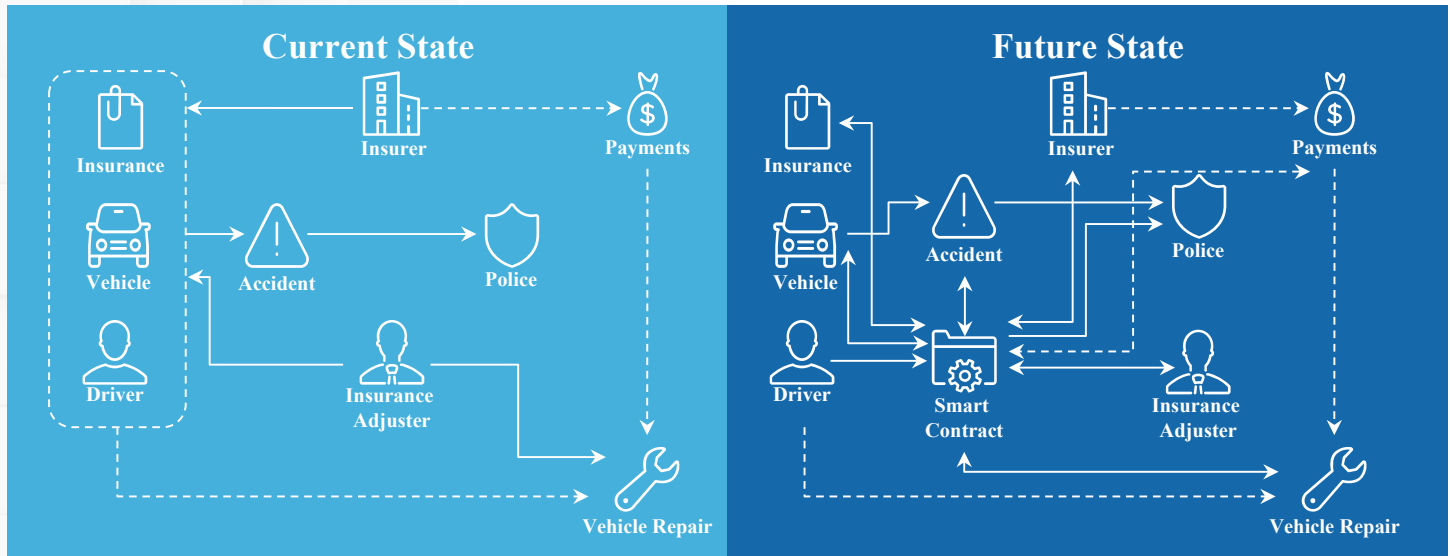 Current State
Insurance
Insurer
$
Payments
Vehicle
Accident
Police
Driver
Insurance
Adjuster
Vehicle Repair
Future State
Insurance
Insurer
$
Payments
Vehicle
Accident
Police
Driver
Smart
Contract
Insurance
Adjuster
Vehicle Repair